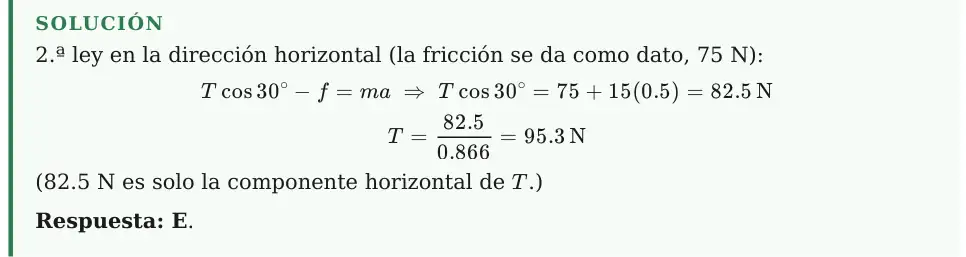 SOLUCIÓN
2.ª ley en la dirección horizontal (la fricción se da como dato, 75 N):
T cos 30° − f = ma ⇒ T cos 30° = 75 + 15(0.5) = 82.5 N
T = 82.5 / 0.866 = 95.3 N
(82.5 N es solo la componente horizontal de T.)
Respuesta: E.